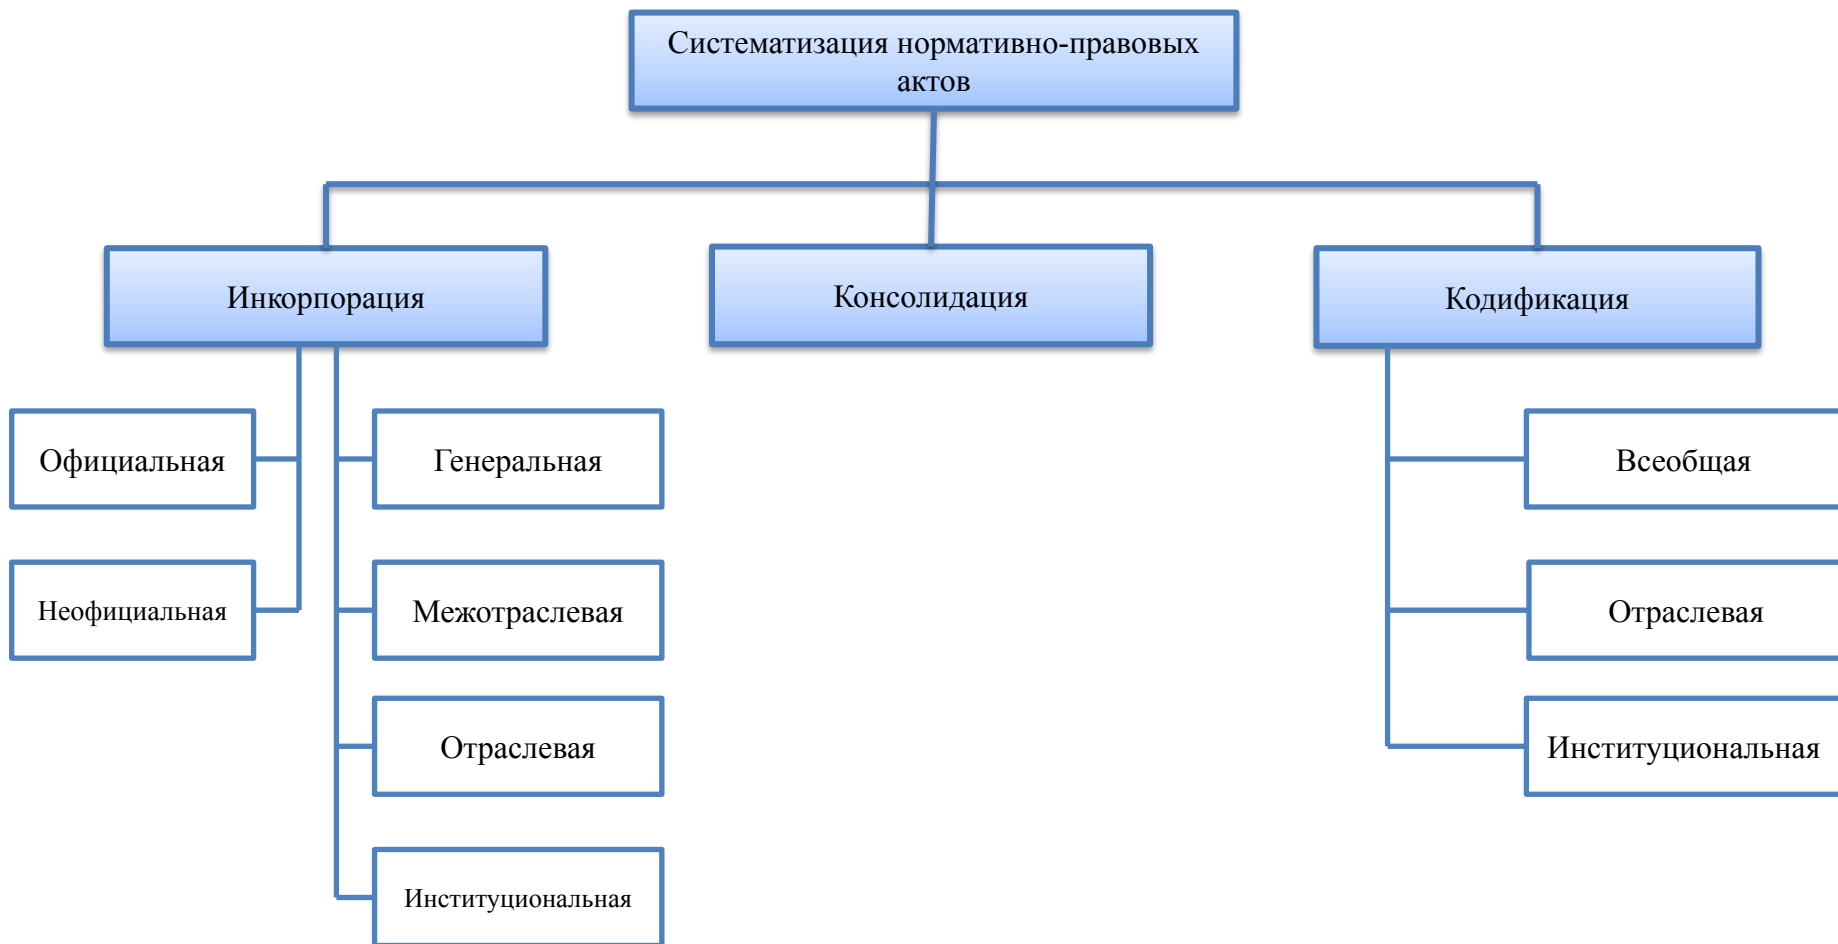 Систематизация нормативно-правовых
актов
Инкорпорация
Консолидация
Кодификация
Официальная
Генеральная
Всеобщая
Неофициальная
Межотраслевая
Отраслевая
Отраслевая
Институциональная
Институциональная